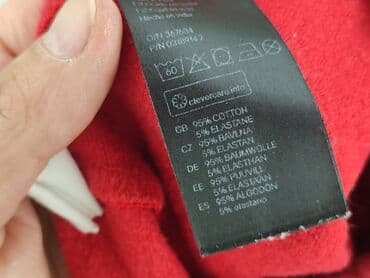 Hecho en India
O/N 367604
P/N
60
clevercare.info
GB 95% COTTON
5% ELASTANE
CZ 95% BAVLNA
5% ELASTAN
DE 95% BAUMWOLLE
5% ELASTHAN
EE 95% PUUVILL
5% ELASTAAN
ES 95% ALGODÓN
5% elastano